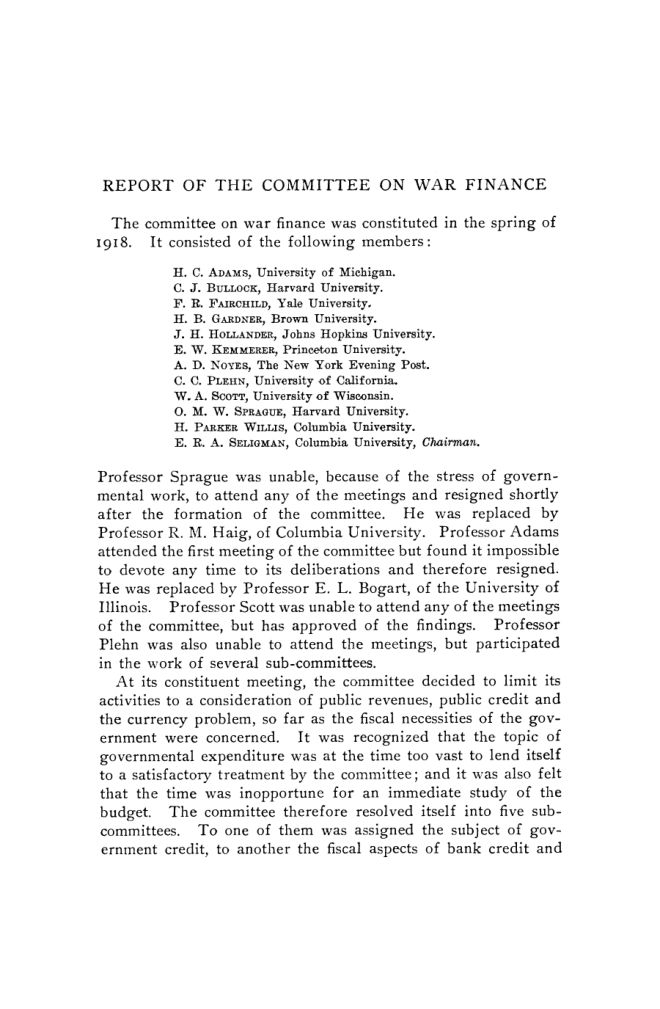 REPORT OF THE COMMITTEE ON WAR FINANCE
The committee on war finance was constituted in the spring of
1918. It consisted of the following members:
H. C. ADAMS, University of Michigan.
C. J. BULLOCK, Harvard University.
F. R. FAIRCHILD, Yale University.
H. B. GARDNER, Brown University.
J. H. HOLLANDER, Johns Hopkins University.
E. W. KEMMERER, Princeton University.
A. D. NOYES, The New York Evening Post.
C. C. PLEHN, University of California.
W. A. SCOTT, University of Wisconsin.
O. M. W. SPRAGUE, Harvard University.
H. PARKER WILLIS, Columbia University.
E. R. A. SELIGMAN, Columbia University, Chairman.
Professor Sprague was unable, because of the stress of govern-
mental work, to attend any of the meetings and resigned shortly
after the formation of the committee. He was replaced by
Professor R. M. Haig, of Columbia University. Professor Adams
attended the first meeting of the committee but found it impossible
to devote any time to its deliberations and therefore resigned.
He was replaced by Professor E. L. Bogart, of the University of
Illinois. Professor Scott was unable to attend any of the meetings
of the committee, but has approved of the findings. Professor
Plehn was also unable to attend the meetings, but participated
in the work of several sub-committees.
At its constituent meeting, the committee decided to limit its
activities to a consideration of public revenues, public credit and
the currency problem, so far as the fiscal necessities of the gov-
ernment were concerned. It was recognized that the topic of
governmental expenditure was at the time too vast to lend itself
to a satisfactory treatment by the committee; and it was also felt
that the time was inopportune for an immediate study of the
budget. The committee therefore resolved itself into five sub-
committees. To one of them was assigned the subject of gov-
ernment credit, to another the fiscal aspects of bank credit and